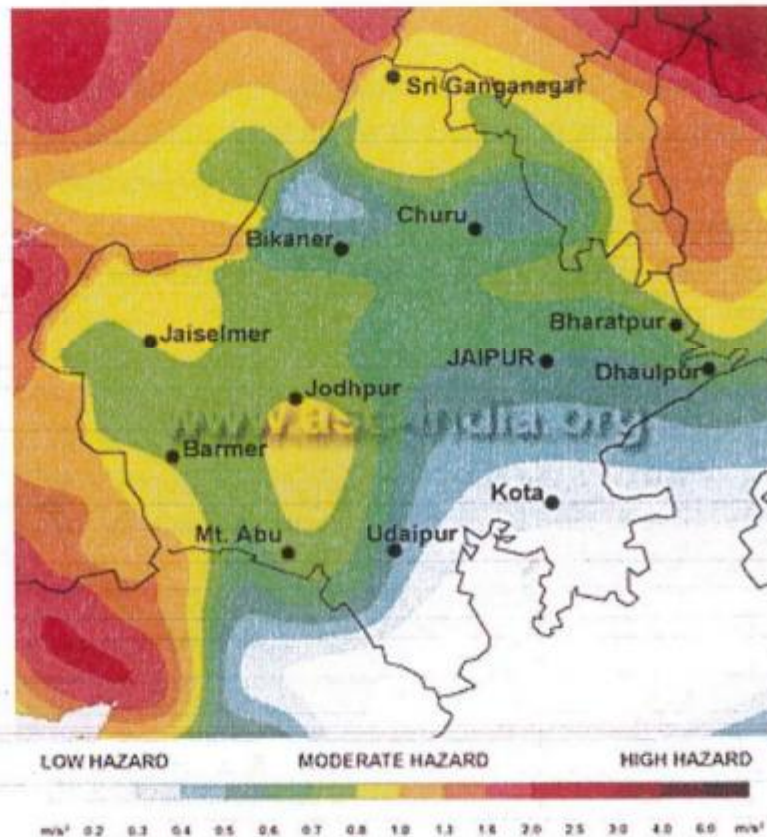 Sri Ganganagar
Churu
Bikaner
Bharatpur
Jaiselmer
JAIPUR
Dhaulpur
Jodhpur
Barmer
Kota
Mt. Abu
Udaipur
LOW HAZARD MODERATE HAZARD HIGH HAZARD
m/s² 0.2 0.3 0.4 0.5 0.6 0.7 0.8 1.0 1.3 1.6 2.0 2.5 3.0 4.0 6.0 m/s²